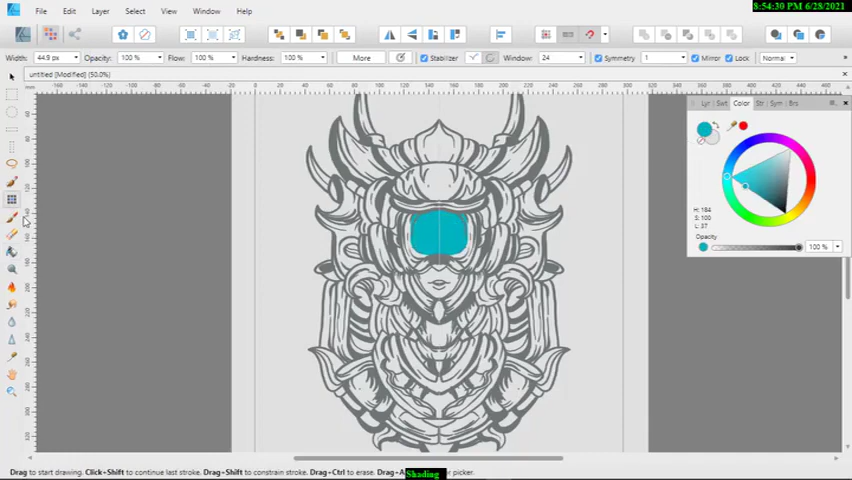 8:54:30 PM 6/28/2021
File Edit Layer Select View Window Help
Width: 44.9 px Opacity: 100 % Flow: 100 % Hardness: 100 % More Stabilizer Window: 24 Symmetry 1 Mirror Lock Normal
untitled [Modified] (50.0%)
Lyr Swt Color Str Sym Brs
H: 184
S: 100
L: 37
100 %
Drag to start drawing. Click+Shift to continue last stroke. Drag+Shift to constrain stroke. Drag+Ctrl to erase. picker.
Shading